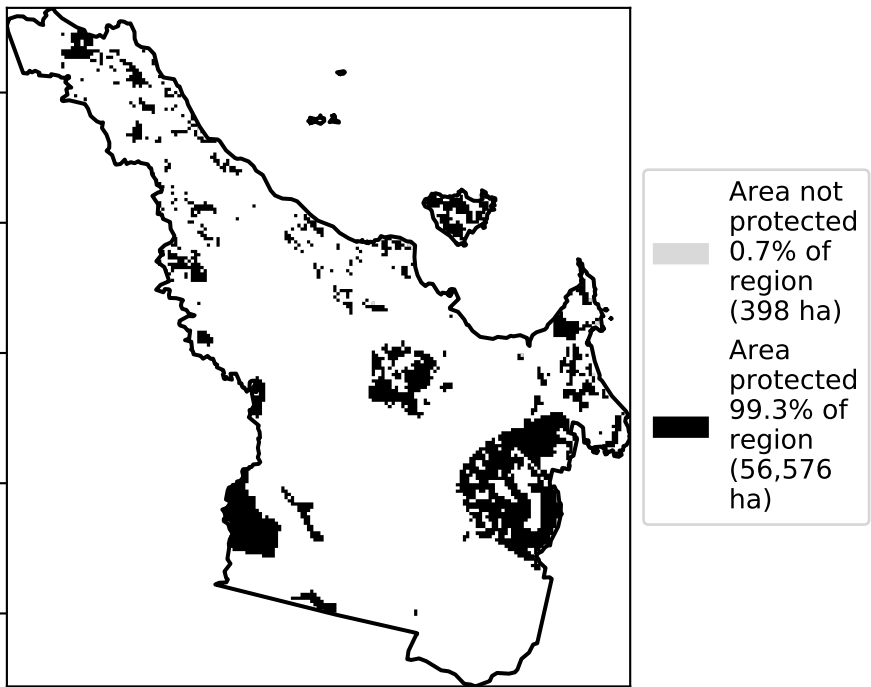 Area not
protected
0.7% of
region
(398 ha)
Area
protected
99.3% of
region
(56,576
ha)